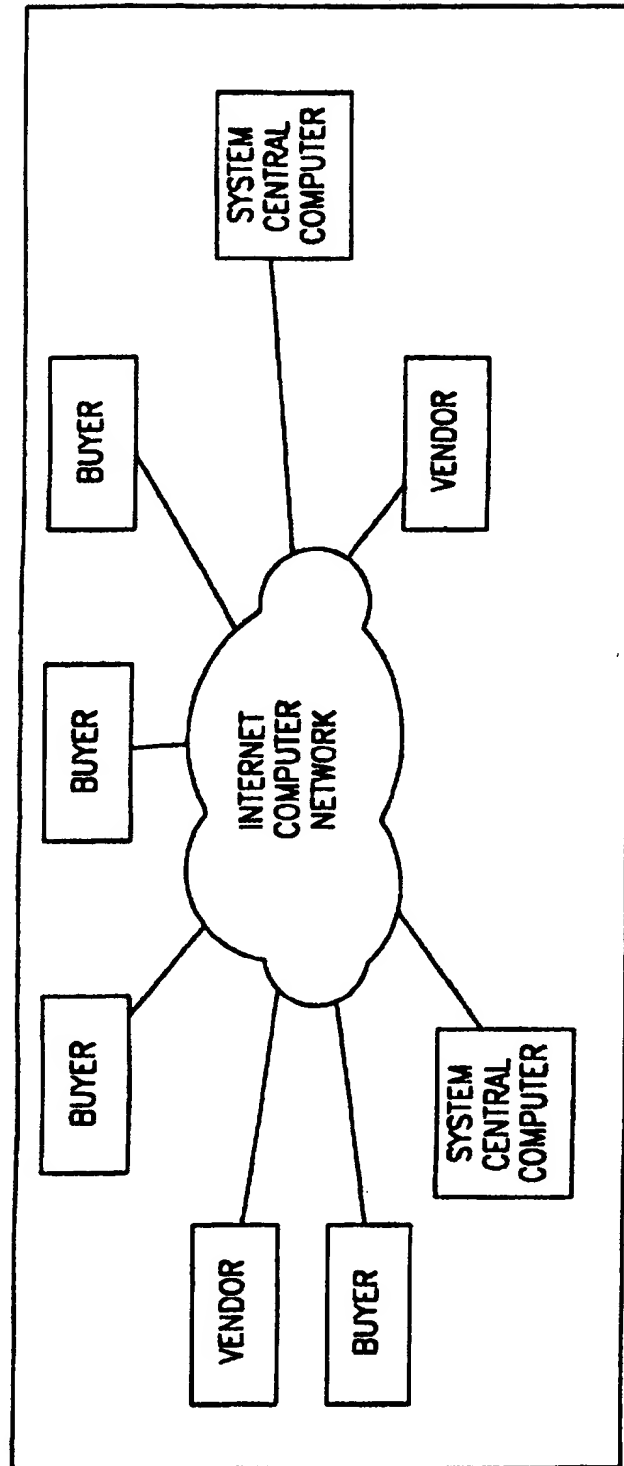 BUYER
BUYER
BUYER
VENDOR
INTERNET
COMPUTER
NETWORK
SYSTEM
CENTRAL
COMPUTER
BUYER
VENDOR
SYSTEM
CENTRAL
COMPUTER